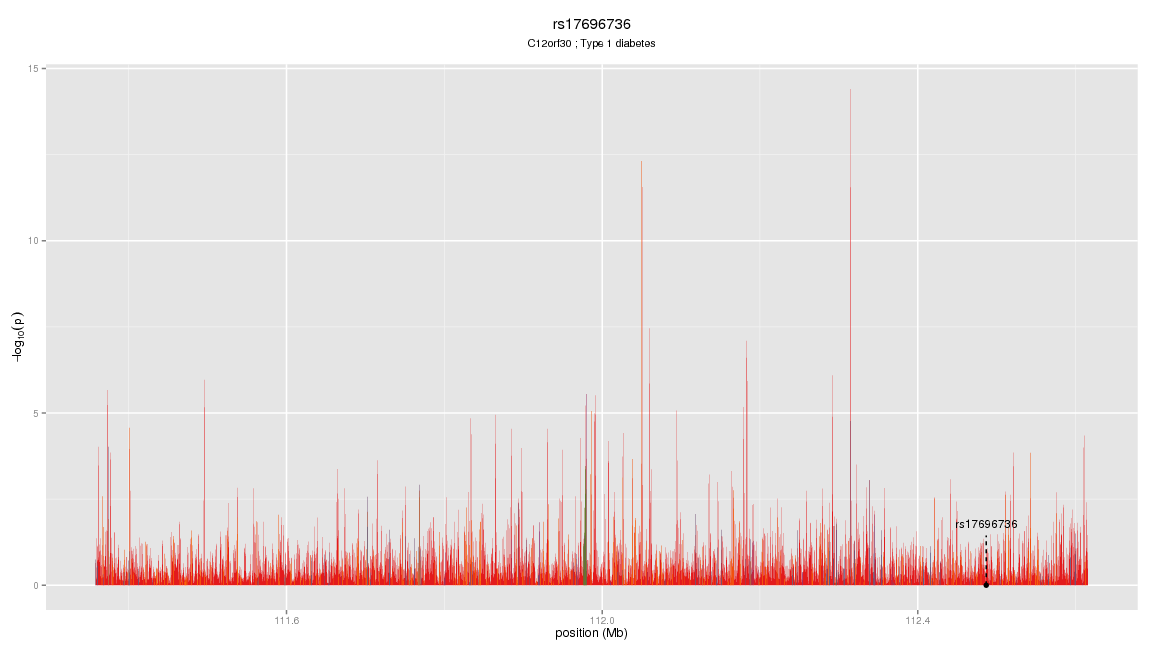 rs17696736
C12orf30 ; Type 1 diabetes
15
10
5
0
−log10(p)
rs17696736
111.6
112.0
112.4
position (Mb)